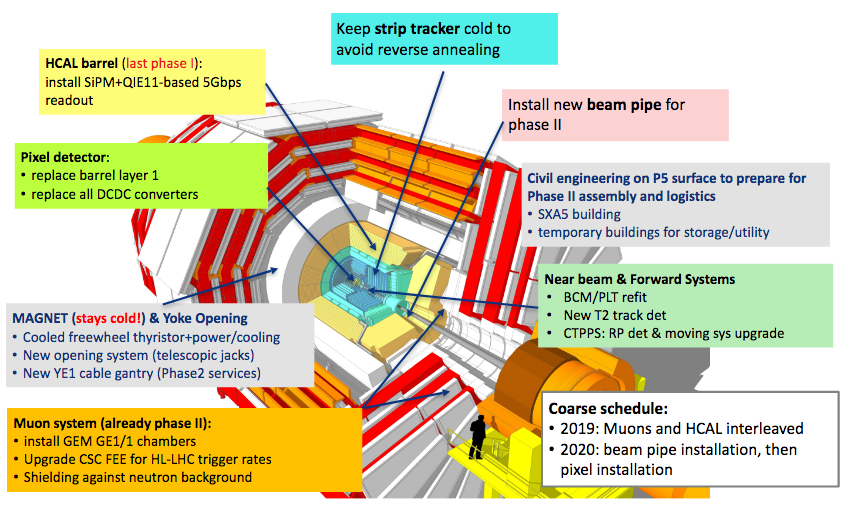 Keep strip tracker cold to
avoid reverse annealing
HCAL barrel (last phase I):
install SiPM+QIE11-based 5Gbps
readout
Install new beam pipe for
phase II
Pixel detector:
• replace barrel layer 1
• replace all DCDC converters
Civil engineering on P5 surface to prepare for
Phase II assembly and logistics
• SXA5 building
• temporary buildings for storage/utility
Near beam & Forward Systems
• BCM/PLT refit
• New T2 track det
• CTPPS: RP det & moving sys upgrade
MAGNET (stays cold!) & Yoke Opening
• Cooled freewheel thyristor+power/cooling
• New opening system (telescopic jacks)
• New YE1 cable gantry (Phase2 services)
Muon system (already phase II):
• install GEM GE1/1 chambers
• Upgrade CSC FEE for HL-LHC trigger rates
• Shielding against neutron background
Coarse schedule:
• 2019: Muons and HCAL interleaved
• 2020: beam pipe installation, then
pixel installation